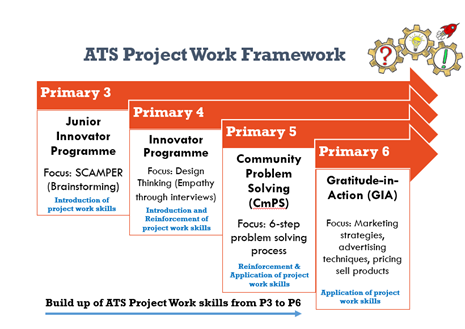 ATS Project Work Framework
Primary 3
Junior
Innovator
Programme
Focus: SCAMPER
(Brainstorming)
Introduction of
project work skills
Primary 4
Innovator
Programme
Focus: Design
Thinking (Empathy
through interviews)
Introduction and
Reinforcement of
project work skills
Primary 5
Community
Problem
Solving
(CmPS)
Focus: 6-step
problem solving
process
Reinforcement &
Application of project
work skills
Primary 6
Gratitude-in-
Action (GIA)
Focus: Marketing
strategies,
advertising
techniques, pricing
sell products
Application of project
work skills
Build up of ATS Project Work skills from P3 to P6